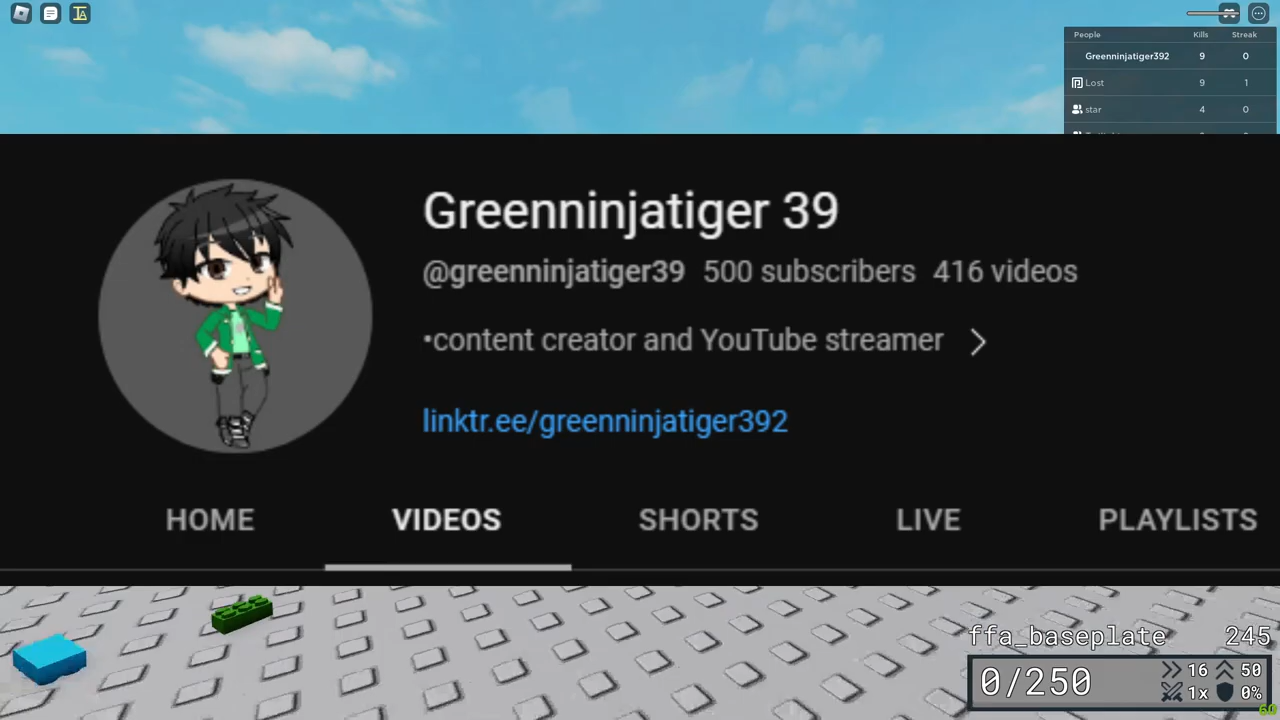 People Kills Streak
Greenninjatiger392 9 0
Lost 9 1
star 4 0
Greenninjatiger 39
@greenninjatiger39 500 subscribers 416 videos
•content creator and YouTube streamer
linktr.ee/greenninjatiger392
HOME VIDEOS SHORTS LIVE PLAYLISTS
ffa_baseplate 245
0/250 16 50
1x 0%
60